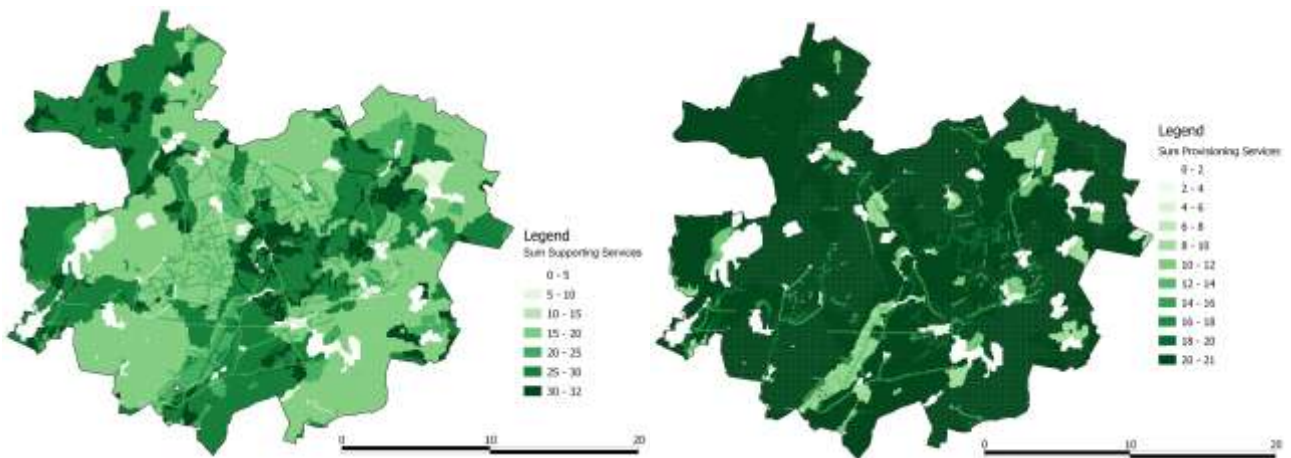 Legend
Sum Supporting Services
0 - 5
5 - 10
10 - 15
15 - 20
20 - 25
25 - 30
30 - 32
0
10
20
Legend
Sum Provisioning Services
0 - 2
2 - 4
4 - 6
6 - 8
8 - 10
10 - 12
12 - 14
14 - 16
16 - 18
18 - 20
20 - 21
0
10
20